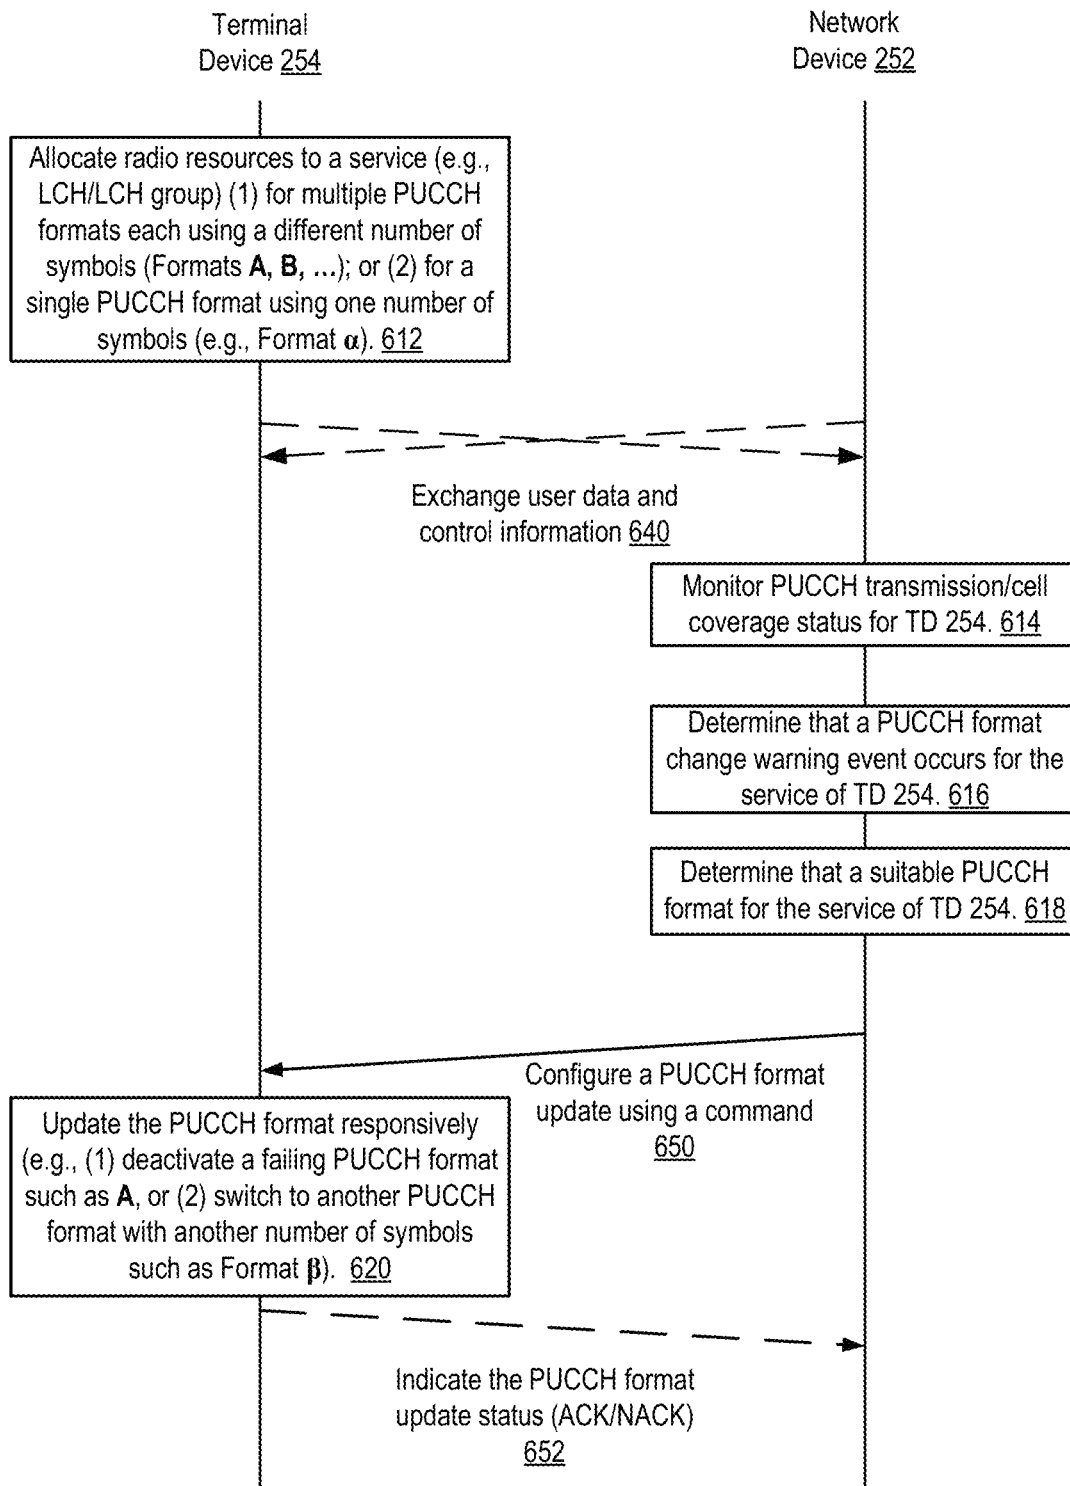 Terminal
Device 254
Network
Device 252
Allocate radio resources to a service (e.g.,
LCH/LCH group) (1) for multiple PUCCH
formats each using a different number of
symbols (Formats A, B, ...); or (2) for a
single PUCCH format using one number of
symbols (e.g., Format α). 612
Exchange user data and
control information 640
Monitor PUCCH transmission/cell
coverage status for TD 254. 614
Determine that a PUCCH format
change warning event occurs for the
service of TD 254. 616
Determine that a suitable PUCCH
format for the service of TD 254. 618
Configure a PUCCH format
update using a command
650
Update the PUCCH format responsively
(e.g., (1) deactivate a failing PUCCH format
such as A, or (2) switch to another PUCCH
format with another number of symbols
such as Format β). 620
Indicate the PUCCH format
update status (ACK/NACK)
652